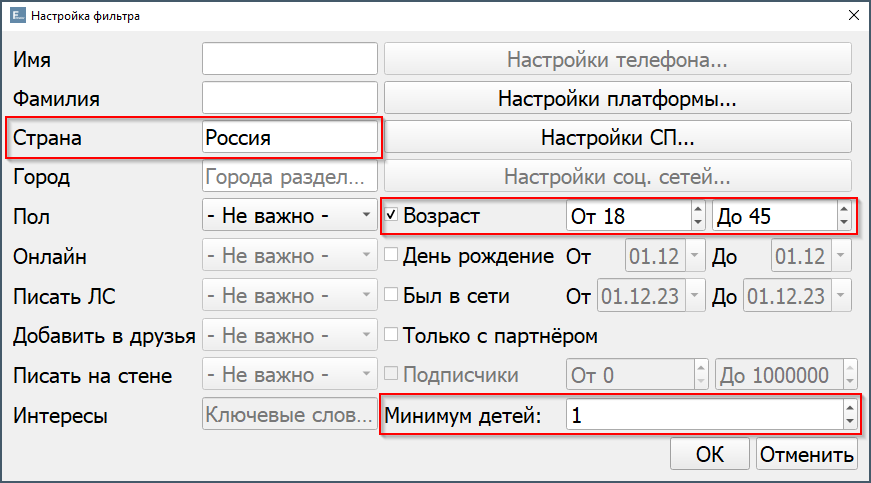 E... Настройка фильтра
Имя Настройки телефона...
Фамилия Настройки платформы...
Страна Россия Настройки СП...
Город Города раздел... Настройки соц. сетей...
Пол - Не важно - Возраст От 18 До 45
Онлайн - Не важно - День рождение От 01.12 До 01.12
Писать ЛС - Не важно - Был в сети От 01.12.23 До 01.12.23
Добавить в друзья - Не важно - Только с партнёром
Писать на стене - Не важно - Подписчики От 0 До 1000000
Интересы Ключевые слов... Минимум детей: 1
ОК Отменить